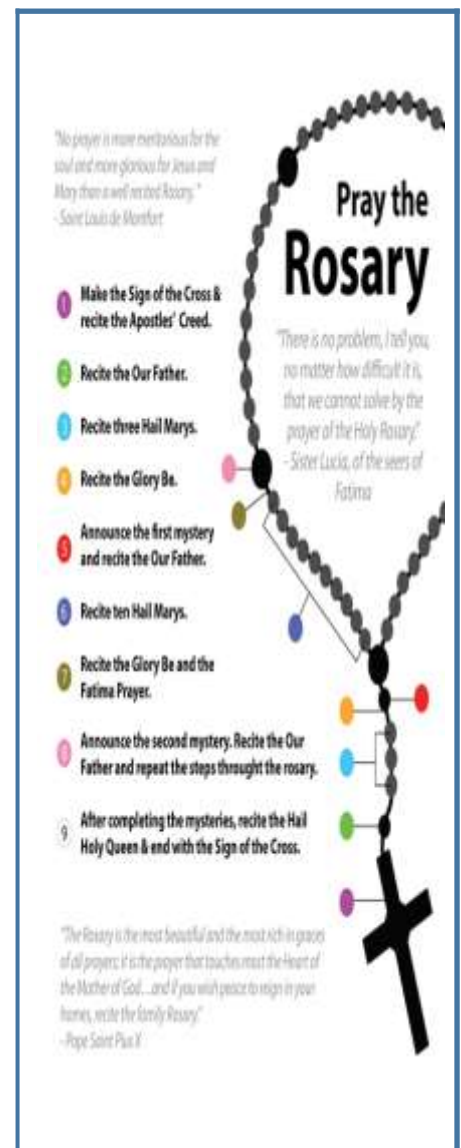 "No prayer is more meritorious for the
soul and more glorious for Jesus and
Mary than a well recited Rosary."
- Saint Louis de Montfort
Pray the
Rosary
"There is no problem, I tell you,
no matter how difficult it is,
that we cannot solve by the
prayer of the Holy Rosary."
- Sister Lucia, of the seers of
Fatima
1 Make the Sign of the Cross &
recite the Apostles' Creed.
2 Recite the Our Father.
3 Recite three Hail Marys.
4 Recite the Glory Be.
5 Announce the first mystery
and recite the Our Father.
6 Recite ten Hail Marys.
7 Recite the Glory Be and the
Fatima Prayer.
8 Announce the second mystery. Recite the Our
Father and repeat the steps throught the rosary.
9 After completing the mysteries, recite the Hail
Holy Queen & end with the Sign of the Cross.
"The Rosary is the most beautiful and the most rich in graces
of all prayers; it is the prayer that touches most the Heart of
the Mother of God...and if you wish peace to reign in your
homes, recite the family Rosary."
- Pope Saint Pius X